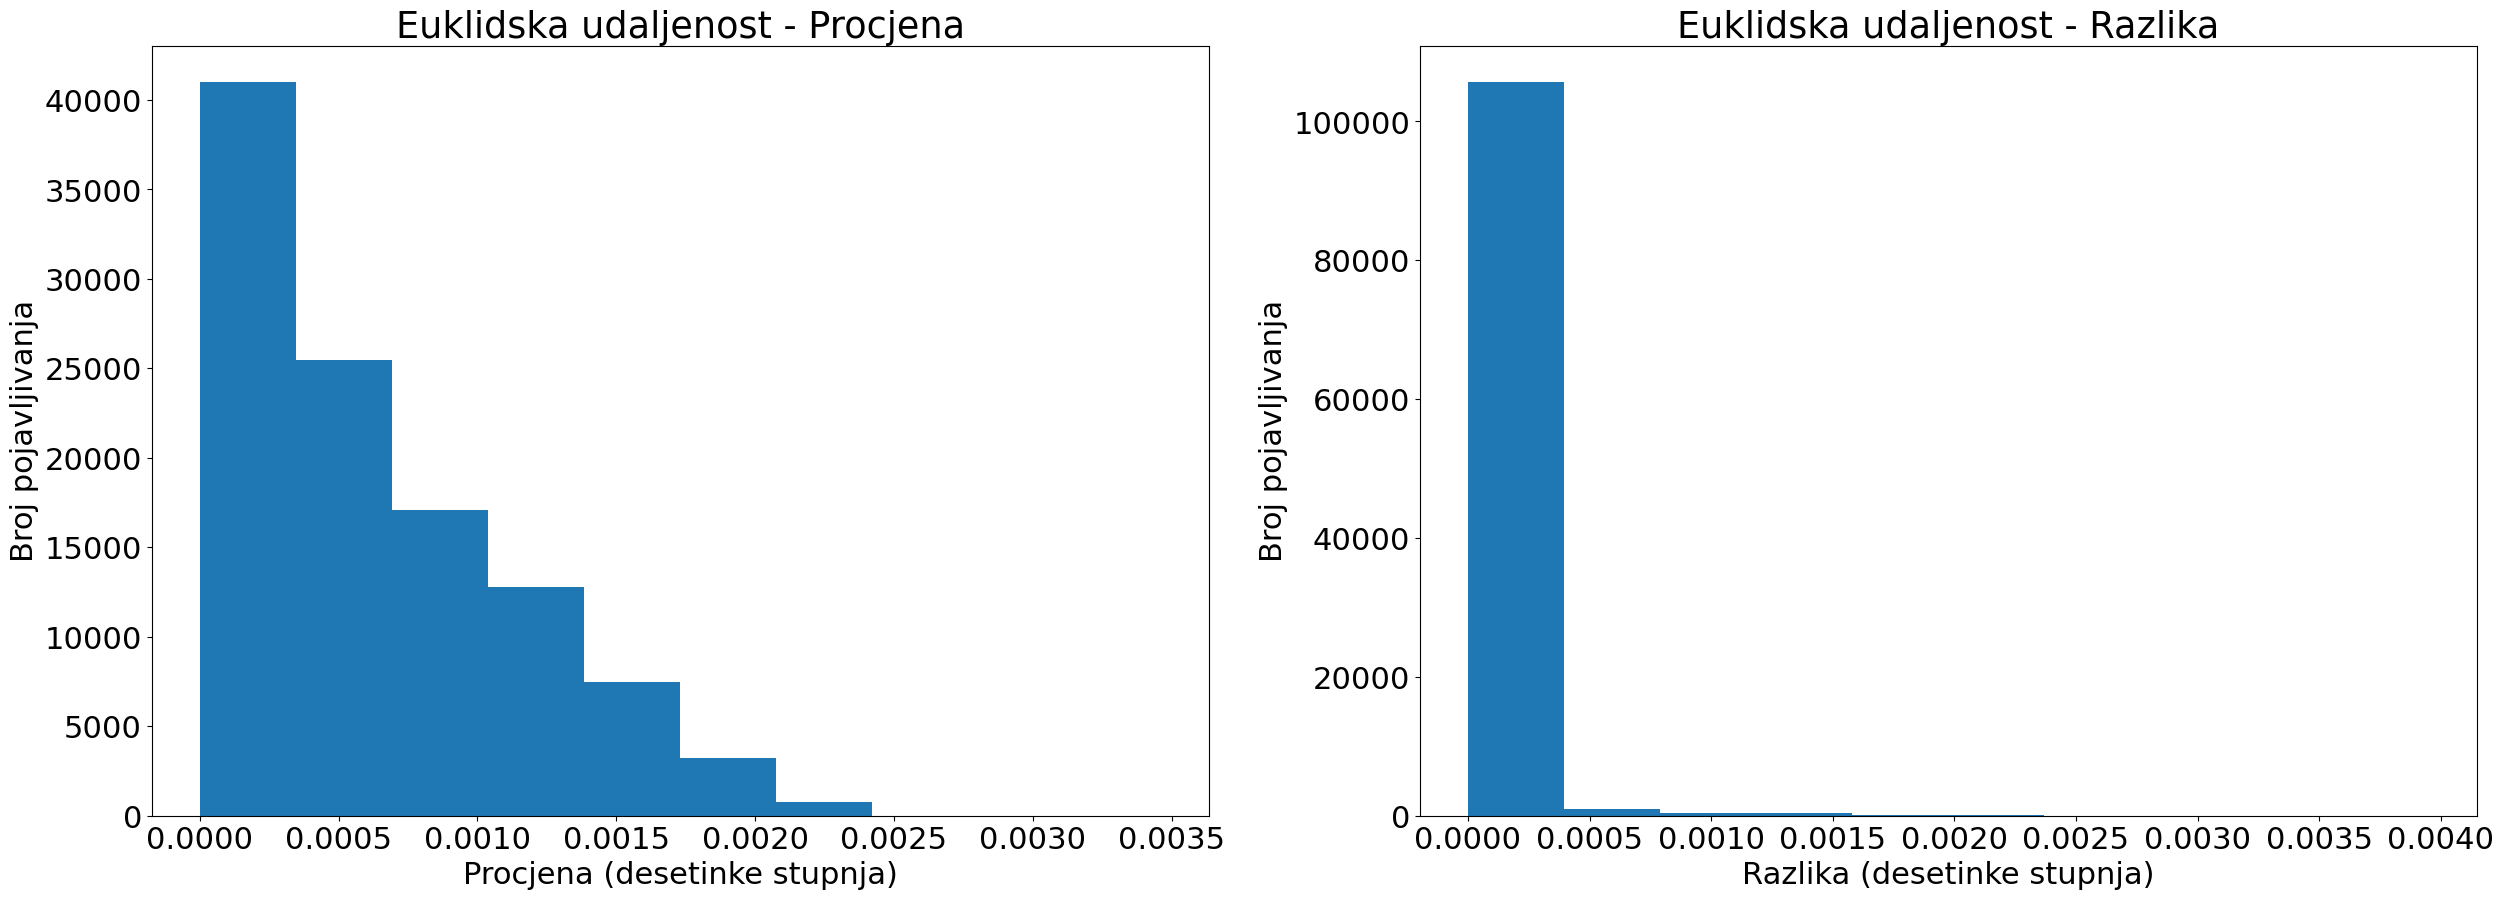 Euklidska udaljenost - Procjena
40000
35000
30000
25000
20000
15000
10000
5000
0
Broj pojavljivanja
0.0000 0.0005 0.0010 0.0015 0.0020 0.0025 0.0030 0.0035
Procjena (desetinke stupnja)
Euklidska udaljenost - Razlika
100000
80000
60000
40000
20000
0
Broj pojavljivanja
0.0000 0.0005 0.0010 0.0015 0.0020 0.0025 0.0030 0.0035 0.0040
Razlika (desetinke stupnja)